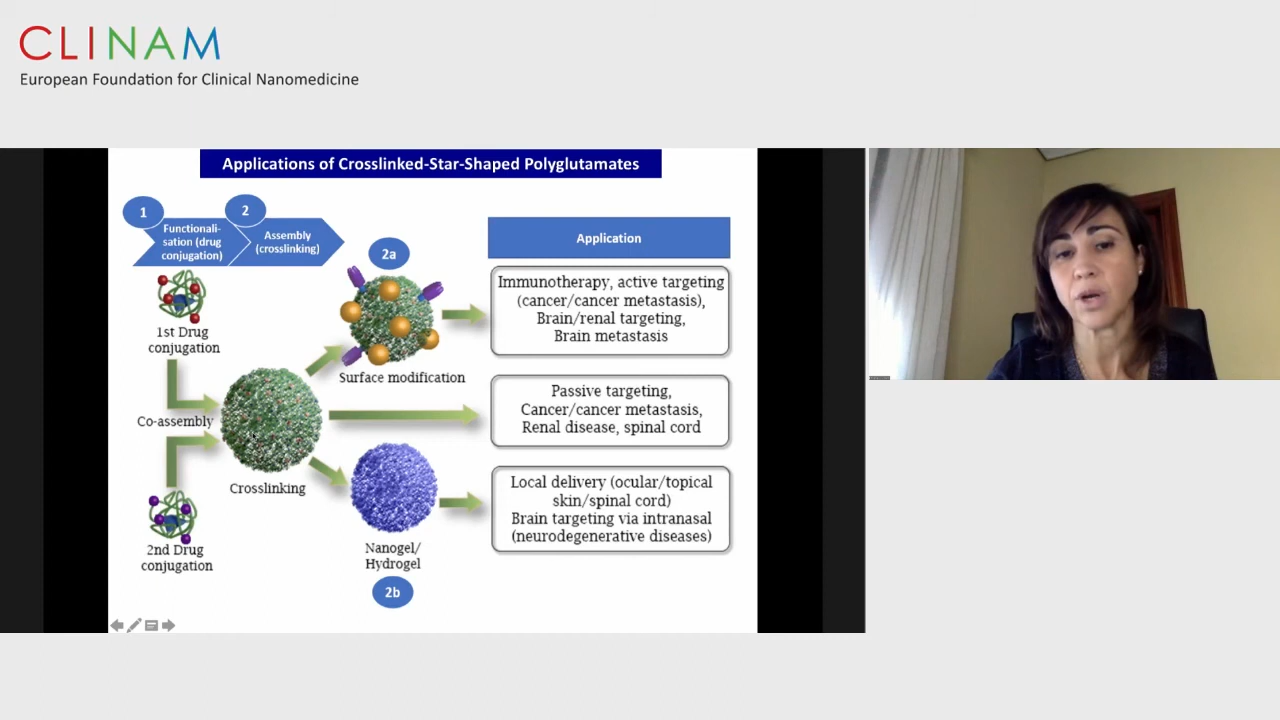 CLINAM
European Foundation for Clinical Nanomedicine
Applications of Crosslinked-Star-Shaped Polyglutamates
1
2
Functionali-
sation (drug
conjugation)
Assembly
(crosslinking)
2a
Application
1st Drug
conjugation
Surface modification
Immunotherapy, active targeting
(cancer/cancer metastasis),
Brain/renal targeting,
Brain metastasis
Co-assembly
Crosslinking
Passive targeting,
Cancer/cancer metastasis,
Renal disease, spinal cord
2nd Drug
conjugation
Nanogel/
Hydrogel
2b
Local delivery (ocular/topical
skin/spinal cord)
Brain targeting via intranasal
(neurodegenerative diseases)